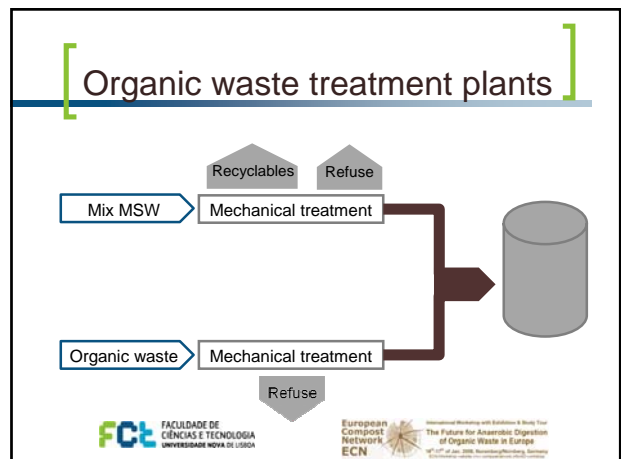 Organic waste treatment plants
Recyclables
Refuse
Mix MSW
Mechanical treatment
Organic waste
Mechanical treatment
Refuse
FCt
FACULDADE DE
CIÊNCIAS E TECNOLOGIA
UNIVERSIDADE NOVA DE LISBOA
European
Compost
Network
ECN
International Workshop with Exhibition & Study Tour
The Future for Anaerobic Digestion
of Organic Waste in Europe